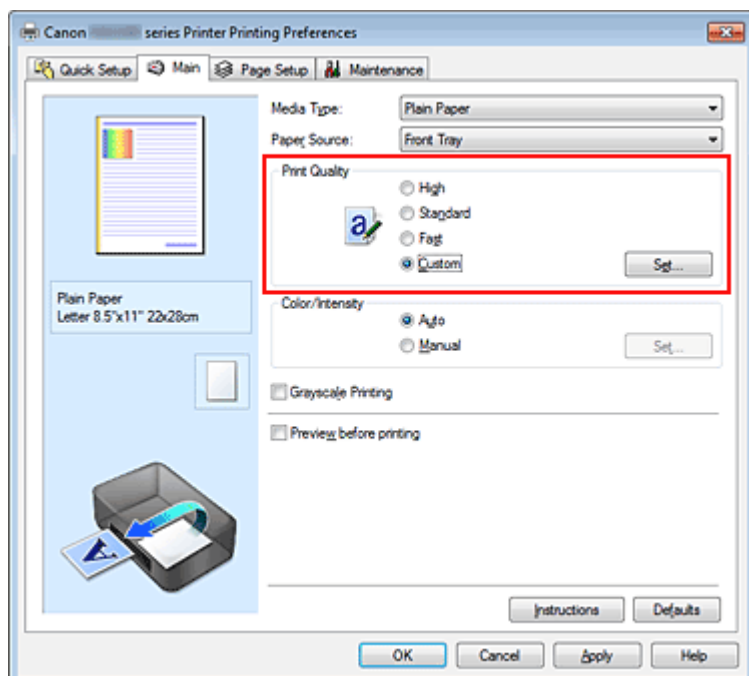 Canon series Printer Printing Preferences
Quick Setup Main Page Setup Maintenance
Media Type: Plain Paper
Paper Source: Front Tray
Print Quality
High
Standard
Fast
Custom Set...
Plain Paper
Letter 8.5"x11" 22x28cm
Color/Intensity
Auto
Manual Set...
Grayscale Printing
Preview before printing
Instructions Defaults
OK Cancel Apply Help